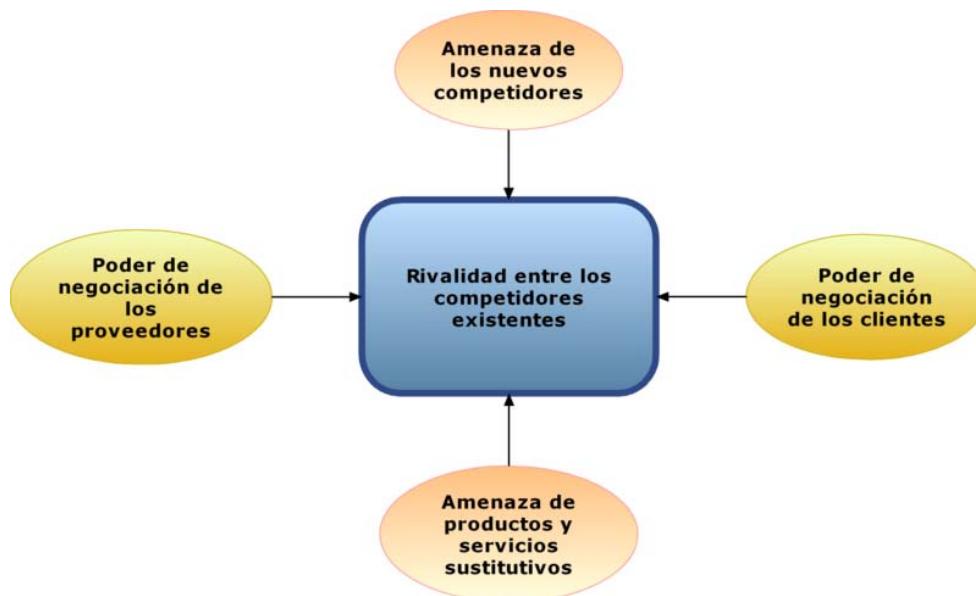 Amenaza de
los nuevos
competidores
Poder de
negociación de
los
proveedores
Rivalidad entre los
competidores
existentes
Poder de
negociación
de los clientes
Amenaza de
productos y
servicios
sustitutivos